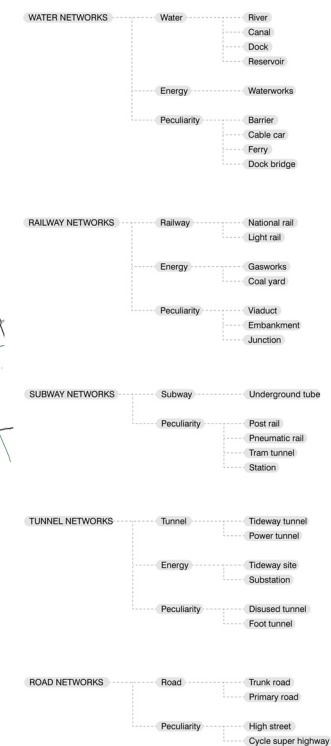 WATER NETWORKS Water River
Canal
Dock
Reservoir
Energy Waterworks
Peculiarity Barrier
Cable car
Ferry
Dock bridge
RAILWAY NETWORKS Railway National rail
Light rail
Energy Gasworks
Coal yard
Peculiarity Viaduct
Embankment
Junction
SUBWAY NETWORKS Subway Underground tube
Peculiarity Post rail
Pneumatic rail
Tram tunnel
Station
TUNNEL NETWORKS Tunnel Tideway tunnel
Power tunnel
Energy Tideway site
Substation
Peculiarity Disused tunnel
Foot tunnel
ROAD NETWORKS Road Trunk road
Primary road
Peculiarity High street
Cycle super highway